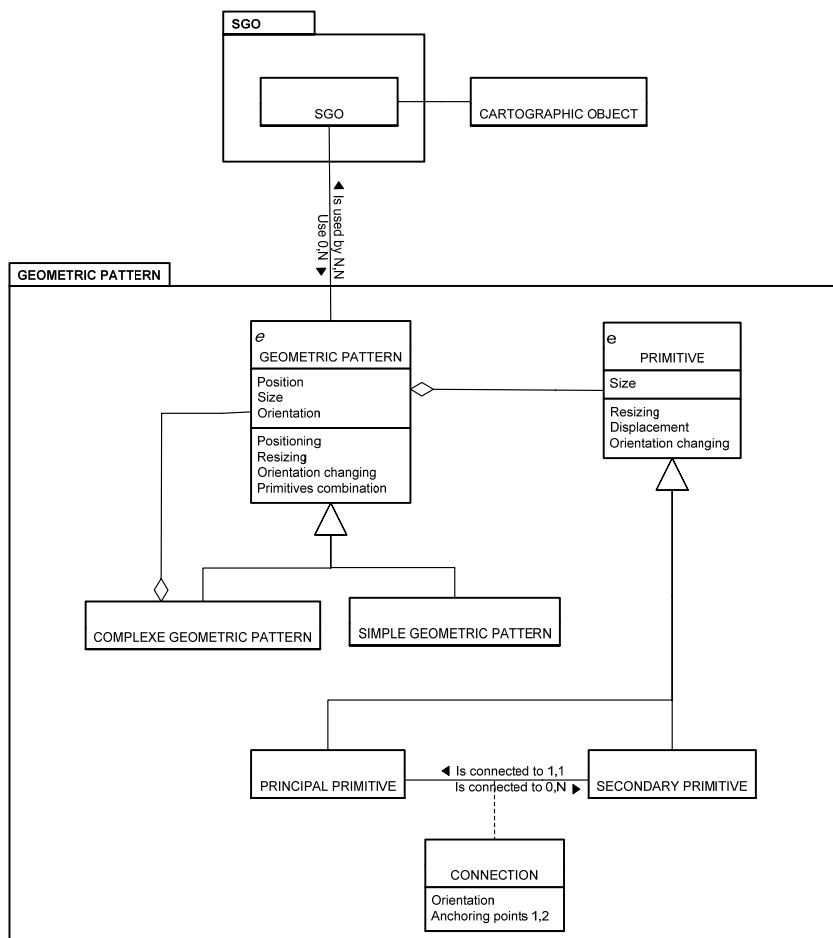 SGO
SGO
CARTOGRAPHIC OBJECT
Is used by N,N
Use 0,N
GEOMETRIC PATTERN
e
GEOMETRIC PATTERN
Position
Size
Orientation
Positioning
Resizing
Orientation changing
Primitives combination
e
PRIMITIVE
Size
Resizing
Displacement
Orientation changing
COMPLEXE GEOMETRIC PATTERN
SIMPLE GEOMETRIC PATTERN
PRINCIPAL PRIMITIVE
Is connected to 1,1
Is connected to 0,N
SECONDARY PRIMITIVE
CONNECTION
Orientation
Anchoring points 1,2